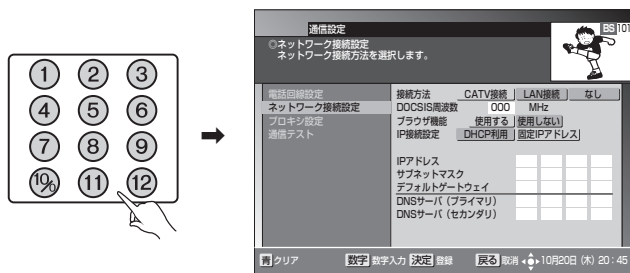 1 2 3
4 5 6
7 8 9
10/0 11 12
通信設定
BS 101
◎ネットワーク接続設定
ネットワーク接続方法を選択します。
電話回線設定
ネットワーク接続設定
プロキシ設定
通信テスト
接続方法 CATV接続 LAN接続 なし
DOCSIS周波数 000 MHz
ブラウザ機能 使用する 使用しない
IP接続設定 DHCP利用 固定IPアドレス
IPアドレス
サブネットマスク
デフォルトゲートウェイ
DNSサーバ（プライマリ）
DNSサーバ（セカンダリ）
青 クリア 数字 数字入力 決定 登録 戻る 取消 10月20日（木）20：45